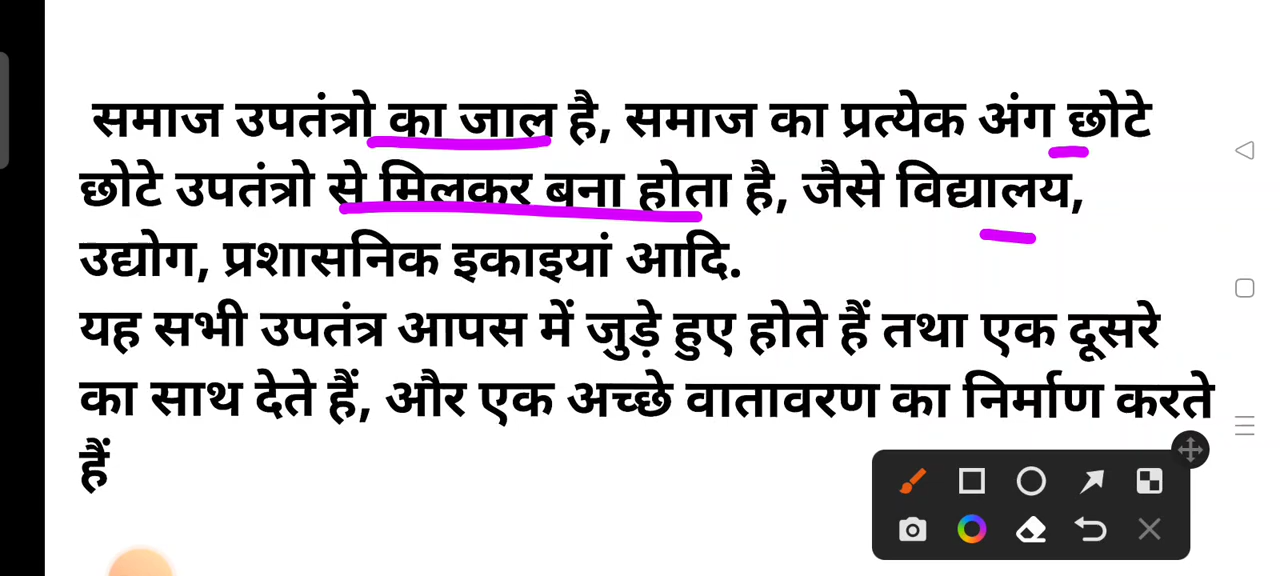 समाज उपतंत्रो का जाल है, समाज का प्रत्येक अंग छोटे
छोटे उपतंत्रो से मिलकर बना होता है, जैसे विद्यालय,
उद्योग, प्रशासनिक इकाइयां आदि.
यह सभी उपतंत्र आपस में जुड़े हुए होते हैं तथा एक दूसरे
का साथ देते हैं, और एक अच्छे वातावरण का निर्माण करते
हैं